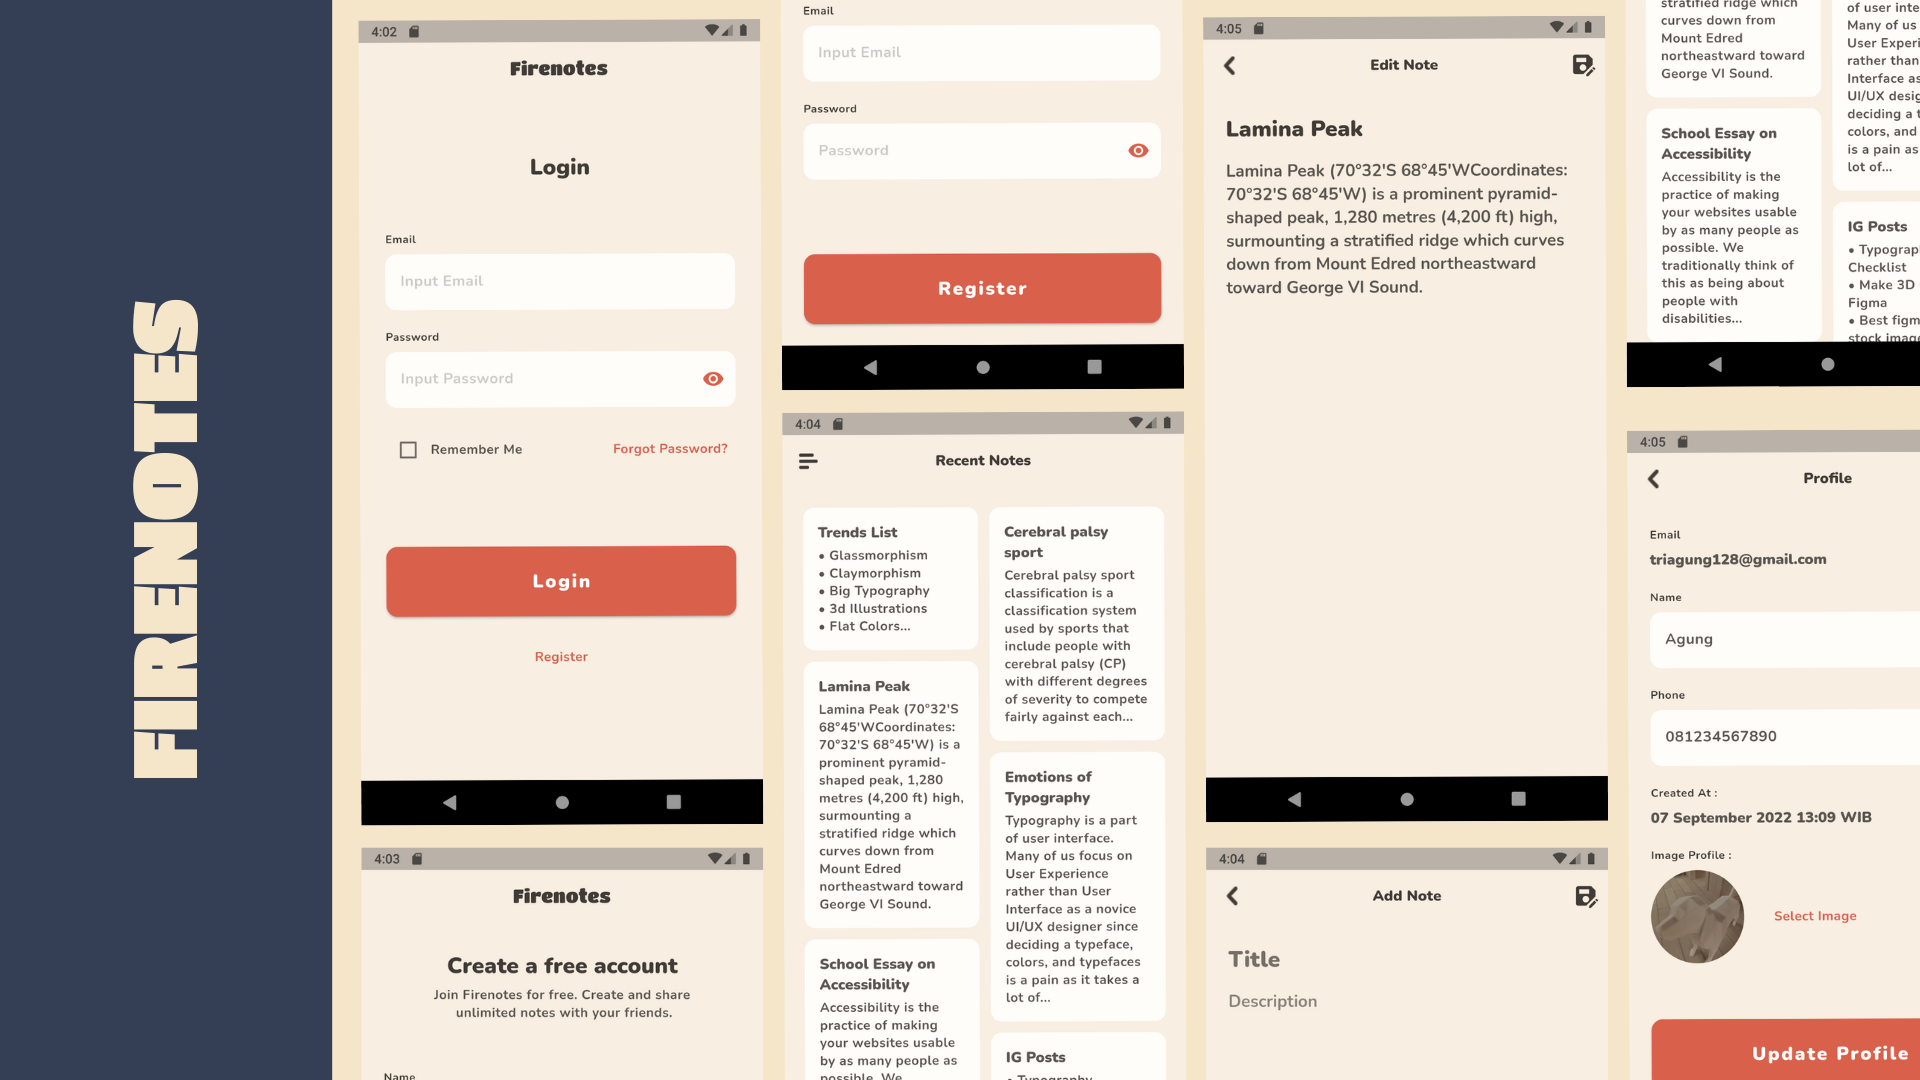 FIRENOTES
4:02
Firenotes
Login
Email
Input Email
Password
Input Password
Remember Me
Forgot Password?
Login
Register
4:03
Firenotes
Create a free account
Join Firenotes for free. Create and share
unlimited notes with your friends.
Name
Email
Input Email
Password
Password
Register
4:04
Recent Notes
Trends List
• Glassmorphism
• Claymorphism
• Big Typography
• 3d Illustrations
• Flat Colors...
Lamina Peak
Lamina Peak (70°32'S
68°45'WCoordinates:
70°32'S 68°45'W) is a
prominent pyramid-
shaped peak, 1,280
metres (4,200 ft) high,
surmounting a
stratified ridge which
curves down from
Mount Edred
northeastward toward
George VI Sound.
School Essay on
Accessibility
Accessibility is the
practice of making
your websites usable
by as many people as
possible. We
Cerebral palsy
sport
Cerebral palsy sport
classification is a
classification system
used by sports that
include people with
cerebral palsy (CP)
with different degrees
of severity to compete
fairly against each...
Emotions of
Typography
Typography is a part
of user interface.
Many of us focus on
User Experience
rather than User
Interface as a novice
UI/UX designer since
deciding a typeface,
colors, and typefaces
is a pain as it takes a
lot of...
IG Posts
• Typography
4:05
Edit Note
Lamina Peak
Lamina Peak (70°32'S 68°45'WCoordinates:
70°32'S 68°45'W) is a prominent pyramid-
shaped peak, 1,280 metres (4,200 ft) high,
surmounting a stratified ridge which curves
down from Mount Edred northeastward
toward George VI Sound.
4:04
Add Note
Title
Description
stratified ridge which
curves down from
Mount Edred
northeastward toward
George VI Sound.
School Essay on
Accessibility
Accessibility is the
practice of making
your websites usable
by as many people as
possible. We
traditionally think of
this as being about
people with
disabilities...
of user inte
Many of us
User Experi
rather than
Interface as
UI/UX desig
deciding a t
colors, and
is a pain as
lot of...
IG Posts
• Typograp
Checklist
• Make 3D
Figma
• Best figm
stock image
4:05
Profile
Email
triagung128@gmail.com
Name
Agung
Phone
081234567890
Created At :
07 September 2022 13:09 WIB
Image Profile :
Select Image
Update Profile